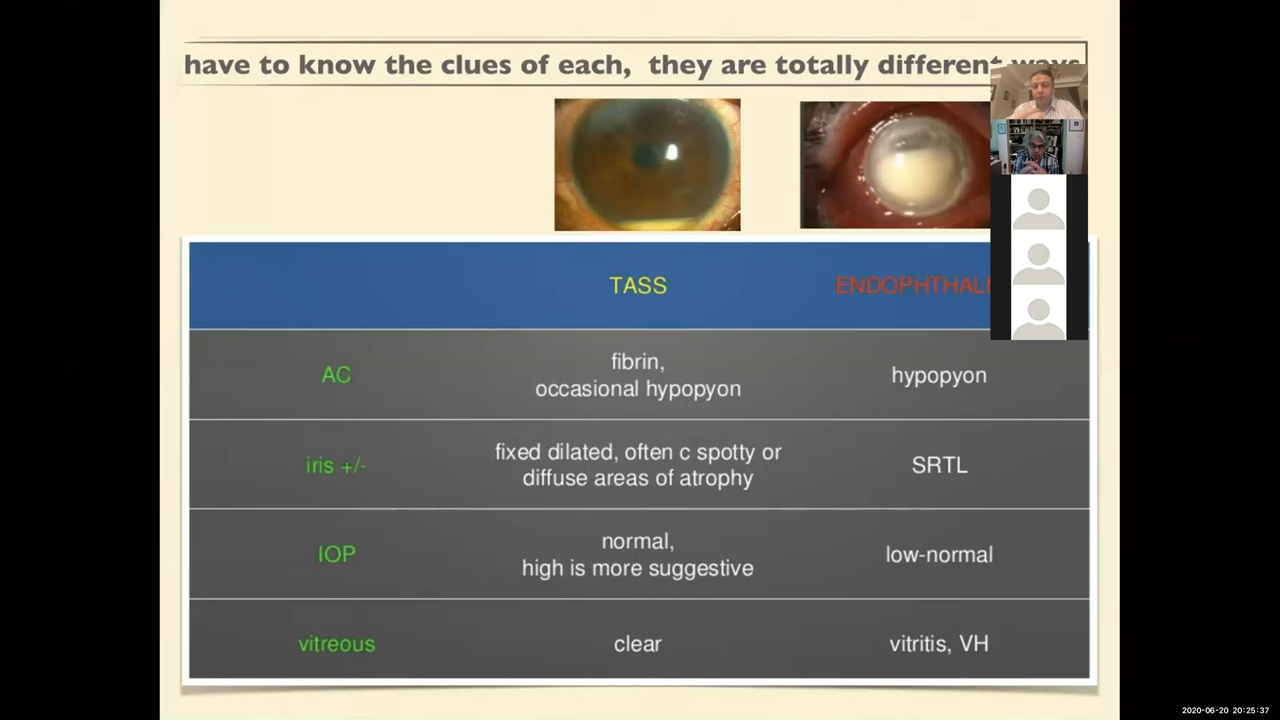 have to know the clues of each, they are totally different ways
TASS
AC
fibrin,
occasional hypopyon
hypopyon
iris +/-
fixed dilated, often c spotty or
diffuse areas of atrophy
SRTL
IOP
normal,
high is more suggestive
low-normal
vitreous
clear
vitritis, VH
2020-06-20 20:25:37